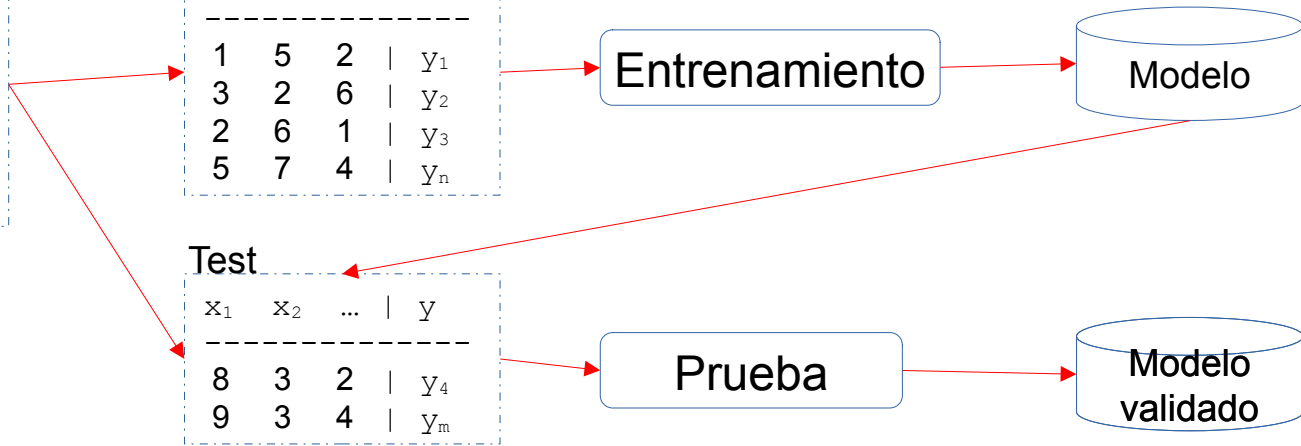 -------------
1 5 2 | y₁
3 2 6 | y₂
2 6 1 | y₃
5 7 4 | yₙ
Entrenamiento
Modelo
Test
x₁ x₂ … | y
-------------
8 3 2 | y₄
9 3 4 | yₘ
Prueba
Modelo
validado